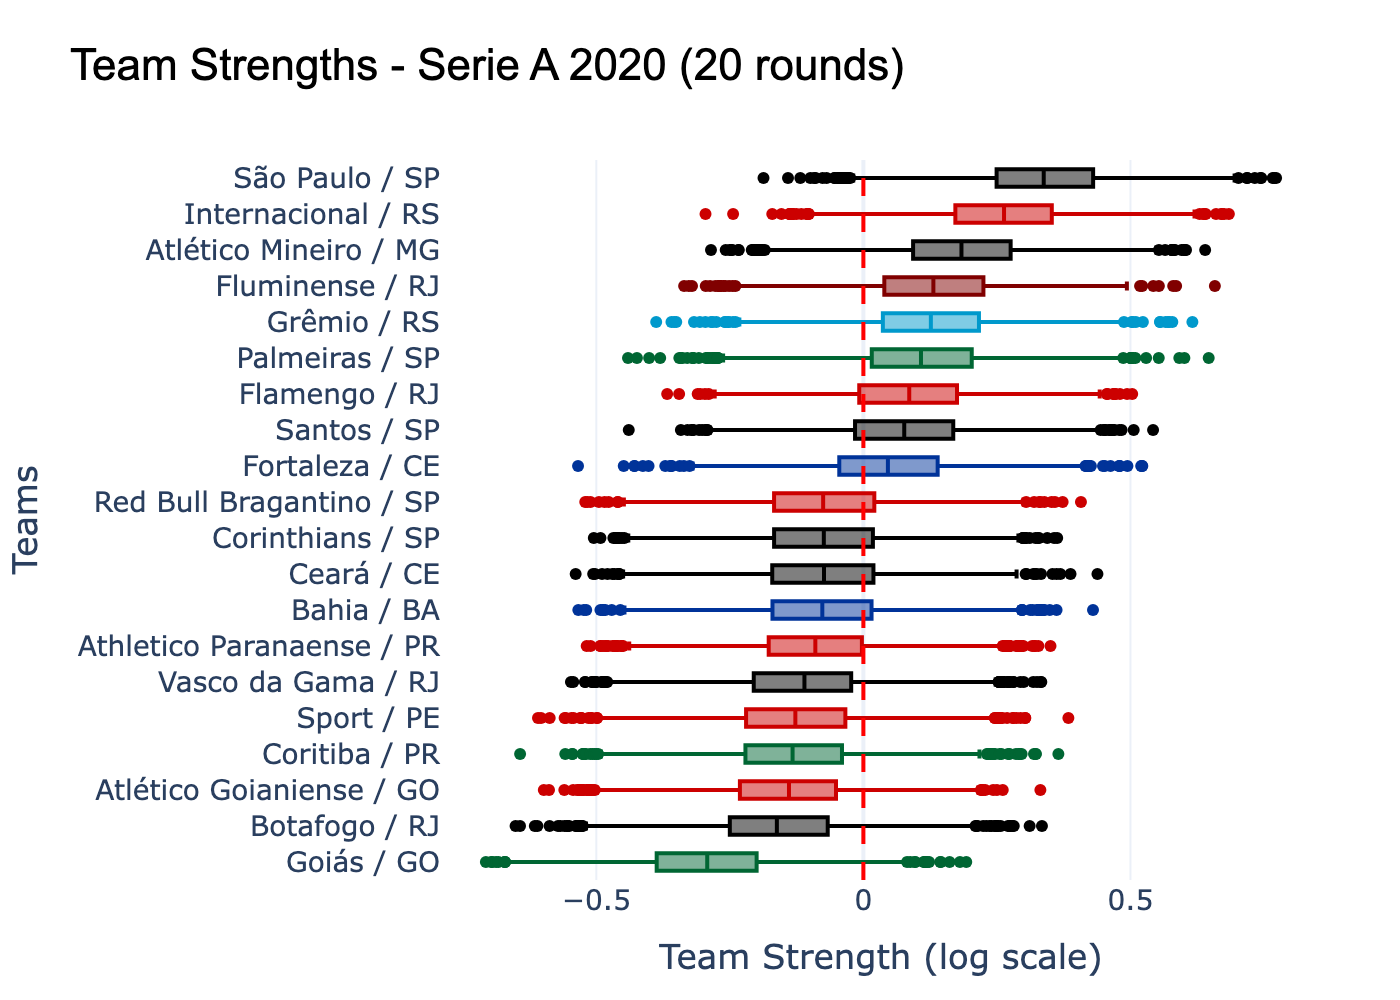 Team Strengths - Serie A 2020 (20 rounds)
São Paulo / SP
Internacional / RS
Atlético Mineiro / MG
Fluminense / RJ
Grêmio / RS
Palmeiras / SP
Flamengo / RJ
Santos / SP
Fortaleza / CE
Red Bull Bragantino / SP
Corinthians / SP
Ceará / CE
Bahia / BA
Athletico Paranaense / PR
Vasco da Gama / RJ
Sport / PE
Coritiba / PR
Atlético Goianiense / GO
Botafogo / RJ
Goiás / GO
Teams
−0.5 0 0.5
Team Strength (log scale)